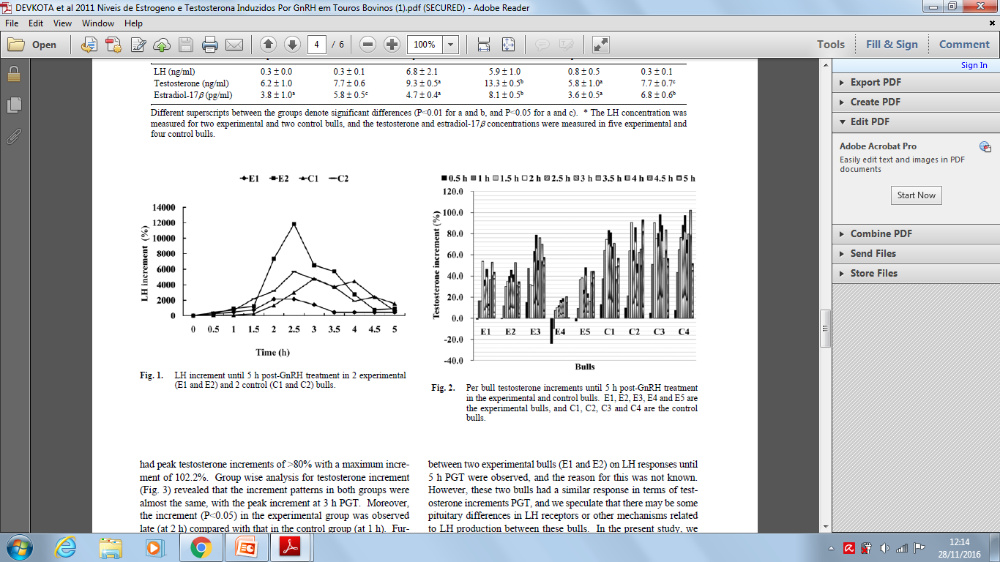 DEVKOTA et al 2011 Niveis de Estrogeno e Testosterona Induzidos Por GnRH em Touros Bovinos (1).pdf (SECURED) - Adobe Reader
File Edit View Window Help
Open 4 / 6 100% Tools Fill & Sign Comment
Sign In
Export PDF
Create PDF
Edit PDF
Adobe Acrobat Pro
Easily edit text and images in PDF
documents
Start Now
Combine PDF
Send Files
Store Files
LH (ng/ml) 0.3 ± 0.0 0.3 ± 0.1 6.8 ± 2.1 5.9 ± 1.0 0.8 ± 0.5 0.3 ± 0.1
Testosterone (ng/ml) 6.2 ± 1.0 7.7 ± 0.6 9.3 ± 0.5ᵃ 13.3 ± 0.5ᵇ 5.8 ± 1.0ᵃ 7.7 ± 0.7ᶜ
Estradiol-17β (pg/ml) 3.8 ± 1.0ᵃ 5.8 ± 0.5ᶜ 4.7 ± 0.4ᵃ 8.1 ± 0.5ᵇ 3.6 ± 0.5ᵃ 6.8 ± 0.6ᵇ
Different superscripts between the groups denote significant differences (P<0.01 for a and b, and P<0.05 for a and c). * The LH concentration was
measured for two experimental and two control bulls, and the testosterone and estradiol-17β concentrations were measured in five experimental and
four control bulls.
E1 E2 C1 C2
LH increment (%)
14000
12000
10000
8000
6000
4000
2000
0
0 0.5 1 1.5 2 2.5 3 3.5 4 4.5 5
Time (h)
Fig. 1. LH increment until 5 h post-GnRH treatment in 2 experimental
(E1 and E2) and 2 control (C1 and C2) bulls.
0.5 h 1 h 1.5 h 2 h 2.5 h 3 h 3.5 h 4 h 4.5 h 5 h
Testosterone increment (%)
120.0
100.0
80.0
60.0
40.0
20.0
0.0
-20.0
-40.0
E1 E2 E3 E4 E5 C1 C2 C3 C4
Bulls
Fig. 2. Per bull testosterone increments until 5 h post-GnRH treatment
in the experimental and control bulls. E1, E2, E3, E4 and E5 are
the experimental bulls, and C1, C2, C3 and C4 are the control
bulls.
had peak testosterone increments of >80% with a maximum incre-
ment of 102.2%. Group wise analysis for testosterone increment
(Fig. 3) revealed that the increment patterns in both groups were
almost the same, with the peak increment at 3 h PGT. Moreover,
the increment (P<0.05) in the experimental group was observed
late (at 2 h) compared with that in the control group (at 1 h). Fur-
between two experimental bulls (E1 and E2) on LH responses until
5 h PGT were observed, and the reason for this was not known.
However, these two bulls had a similar response in terms of test-
osterone increments PGT, and we speculate that there may be some
pituitary differences in LH receptors or other mechanisms related
to LH production between these bulls. In the present study, we
12:14
28/11/2016